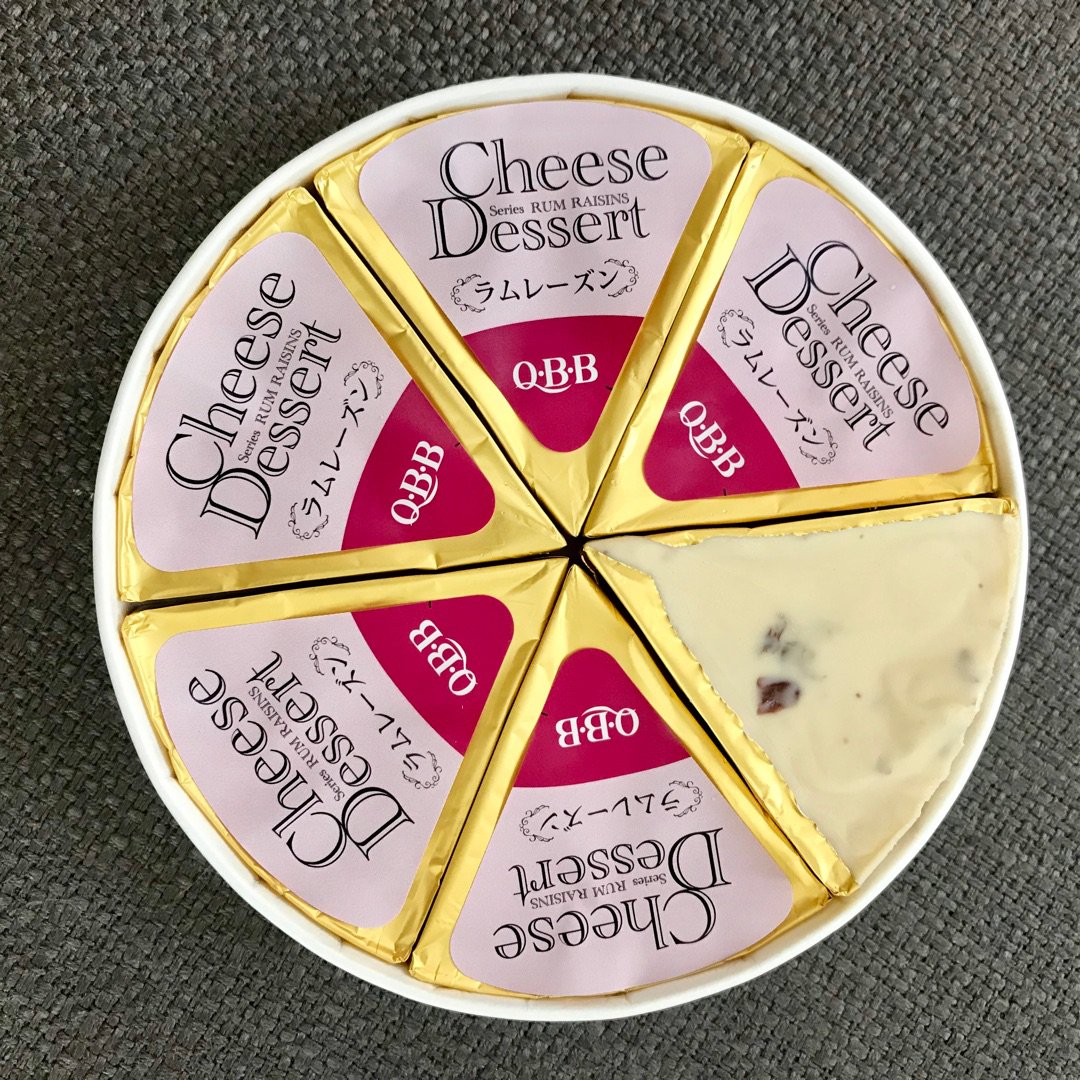 Cheese
Dessert
Series RUM RAISINS
ラムレーズン
Q·B·B
Cheese
Dessert
Series RUM RAISINS
ラムレーズン
Q·B·B
Cheese
Dessert
Series RUM RAISINS
ラムレーズン
Q·B·B
Cheese
Dessert
Series RUM RAISINS
ラムレーズン
Q·B·B
Cheese
Dessert
Series RUM RAISINS
ラムレーズン
Q·B·B